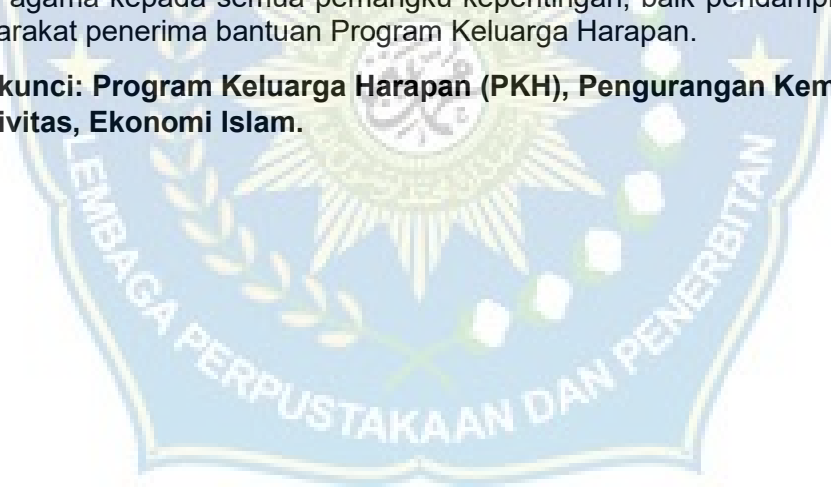 agama kepada semua pemangku kepentingan, baik pendampi
arakat penerima bantuan Program Keluarga Harapan.
kunci: Program Keluarga Harapan (PKH), Pengurangan Kem
ivitas, Ekonomi Islam.
LEMBAGA PERPUSTAKAAN DAN PENERBITAN